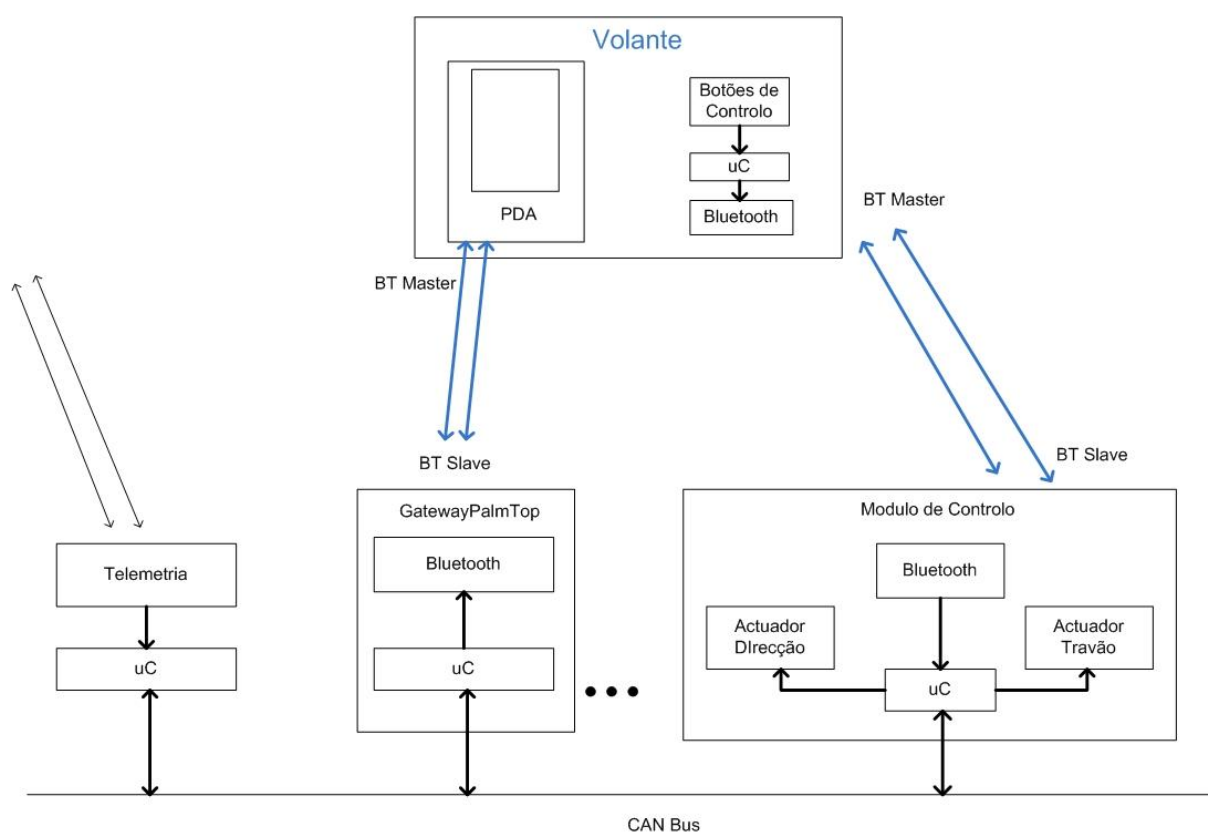 Volante
PDA
Botões de
Controlo
uC
Bluetooth
BT Master
BT Master
BT Slave
BT Slave
Telemetria
uC
GatewayPalmTop
Bluetooth
uC
Modulo de Controlo
Bluetooth
Actuador
DIrecção
Actuador
Travão
uC
CAN Bus